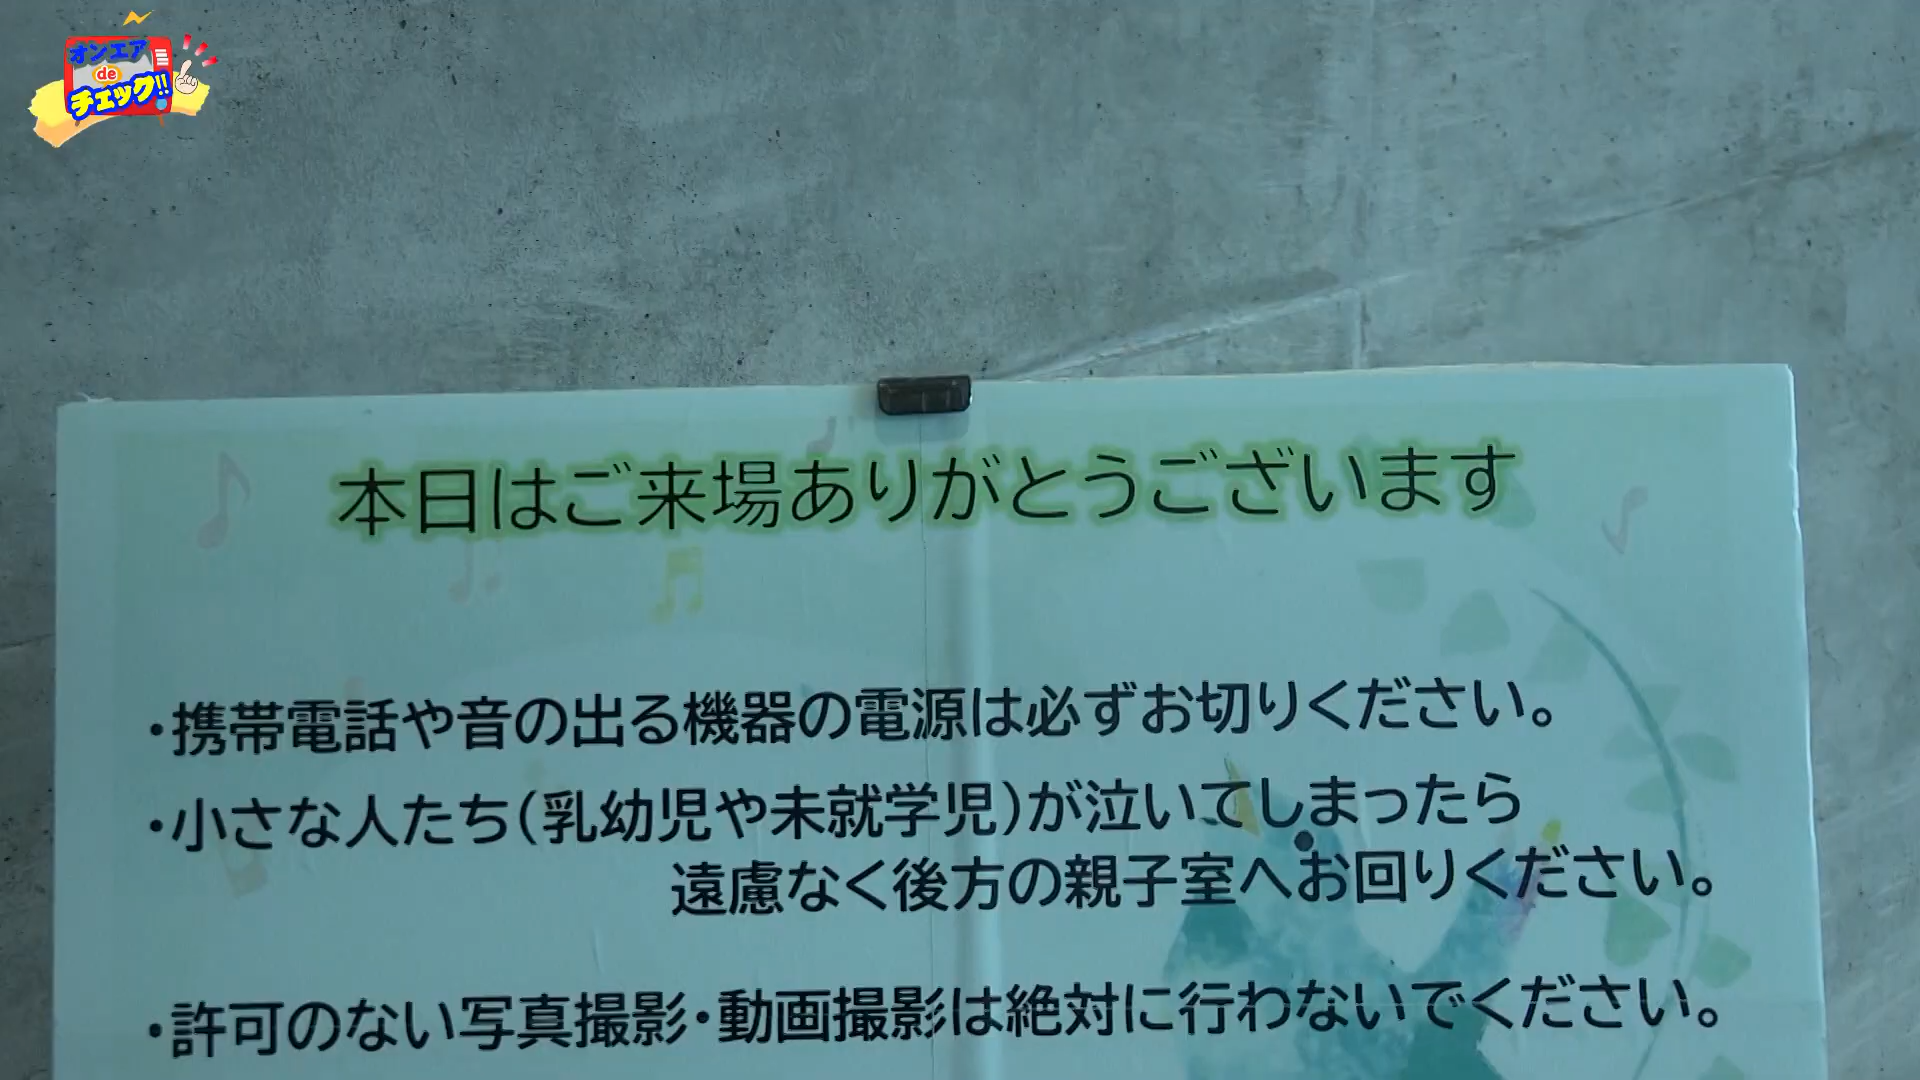 オンエア
de
チェック!!
本日はご来場ありがとうございます
・携帯電話や音の出る機器の電源は必ずお切りください。
・小さな人たち(乳幼児や未就学児)が泣いてしまったら
遠慮なく後方の親子室へお回りください。
・許可のない写真撮影・動画撮影は絶対に行わないでください。